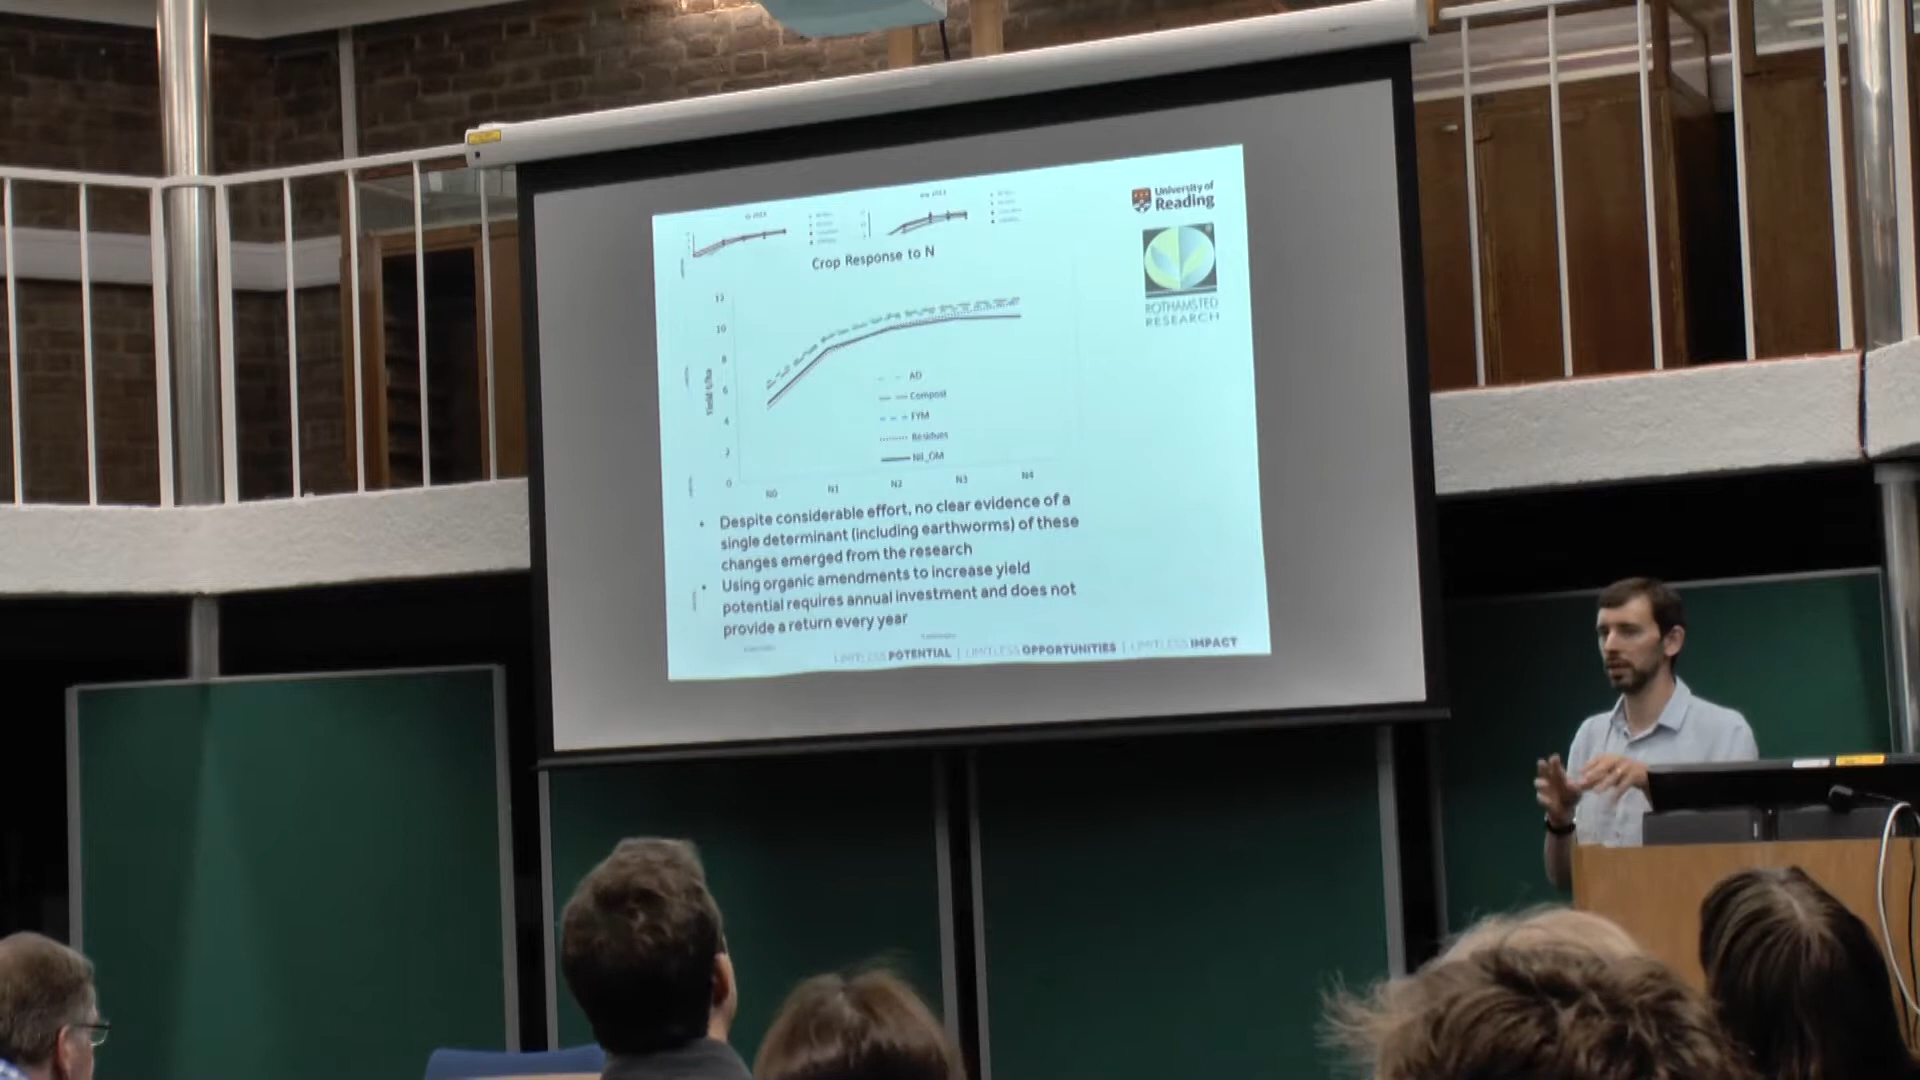 University of
Reading
ROTHAMSTED
RESEARCH
Crop Response to N
12
10
8
6
4
2
0
Yield t/ha
AD
Compost
FYM
Residues
Nil_OM
N0
N1
N2
N3
N4
• Despite considerable effort, no clear evidence of a
single determinant (including earthworms) of these
changes emerged from the research
• Using organic amendments to increase yield
potential requires annual investment and does not
provide a return every year
LIMITLESS POTENTIAL | LIMITLESS OPPORTUNITIES | LIMITLESS IMPACT